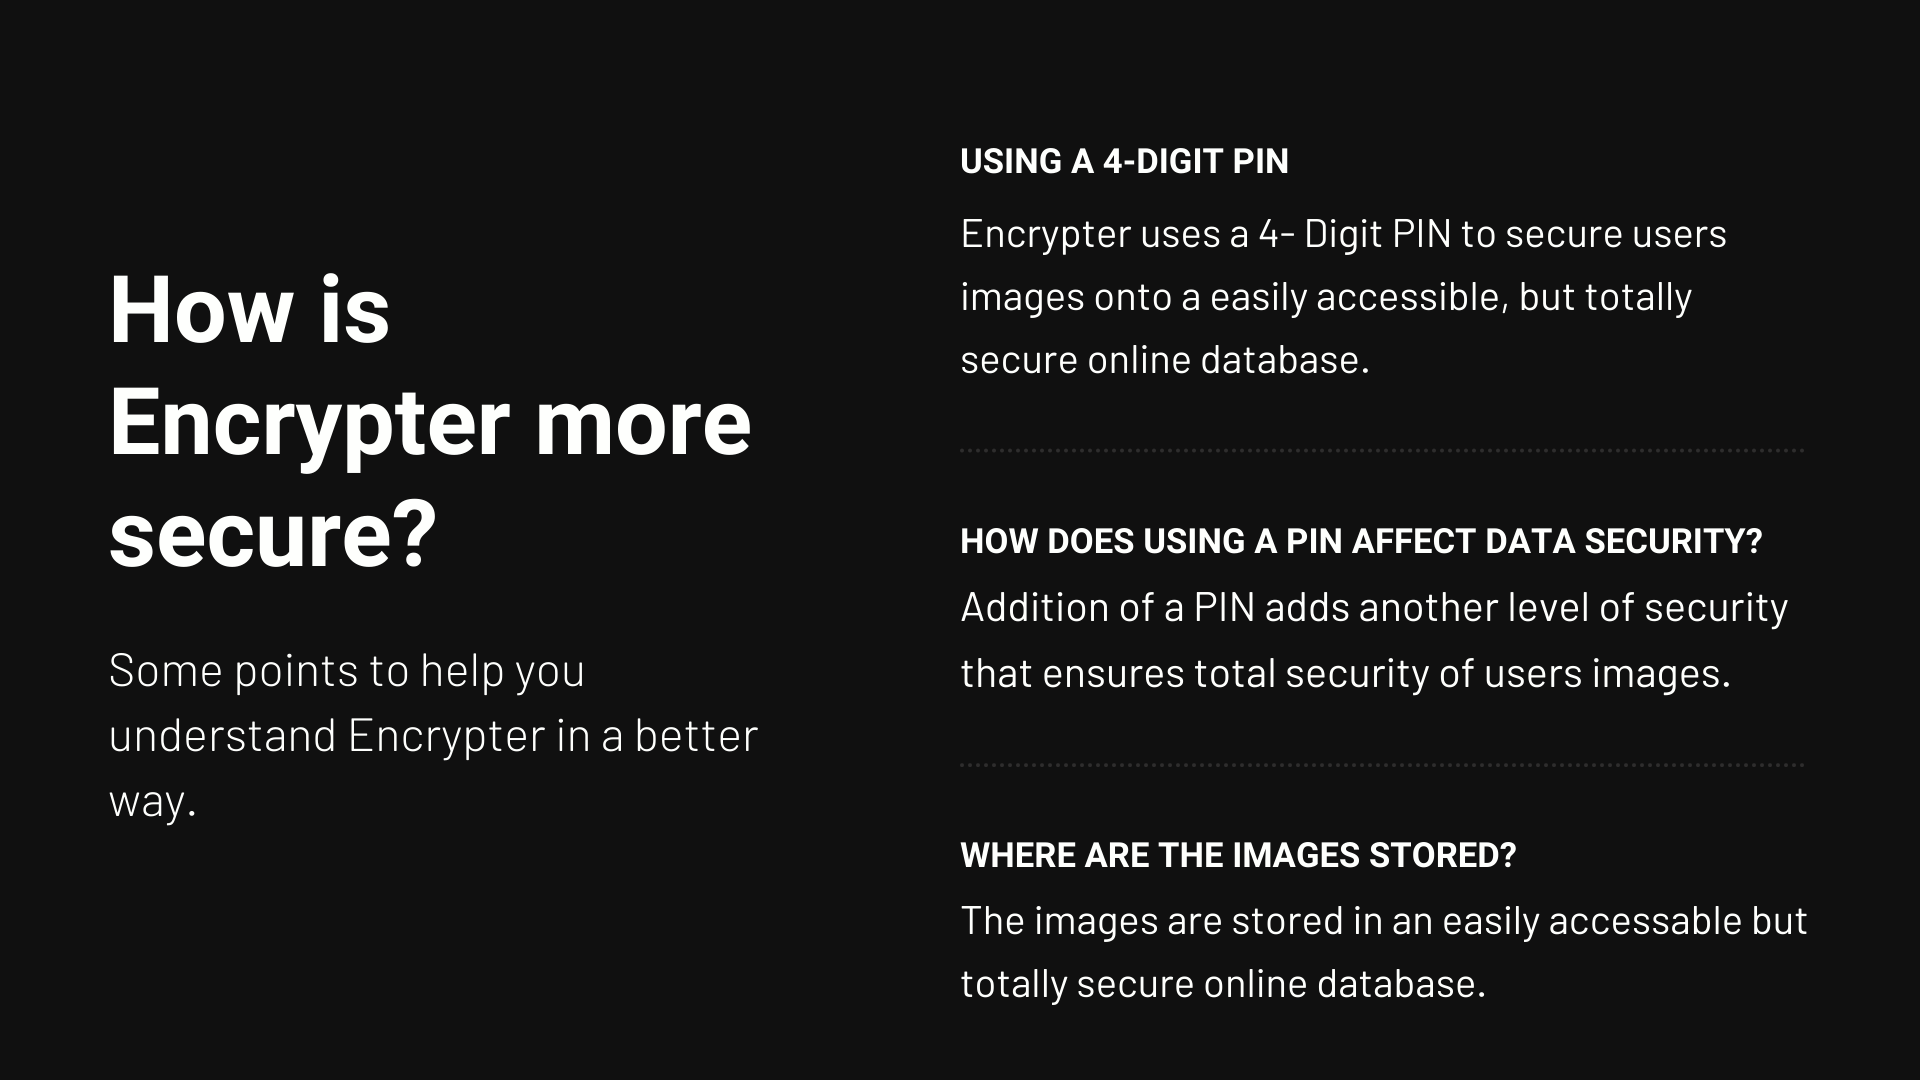 How is
Encrypter more
secure?
Some points to help you
understand Encrypter in a better
way.
USING A 4-DIGIT PIN
Encrypter uses a 4- Digit PIN to secure users
images onto a easily accessible, but totally
secure online database.
HOW DOES USING A PIN AFFECT DATA SECURITY?
Addition of a PIN adds another level of security
that ensures total security of users images.
WHERE ARE THE IMAGES STORED?
The images are stored in an easily accessable but
totally secure online database.